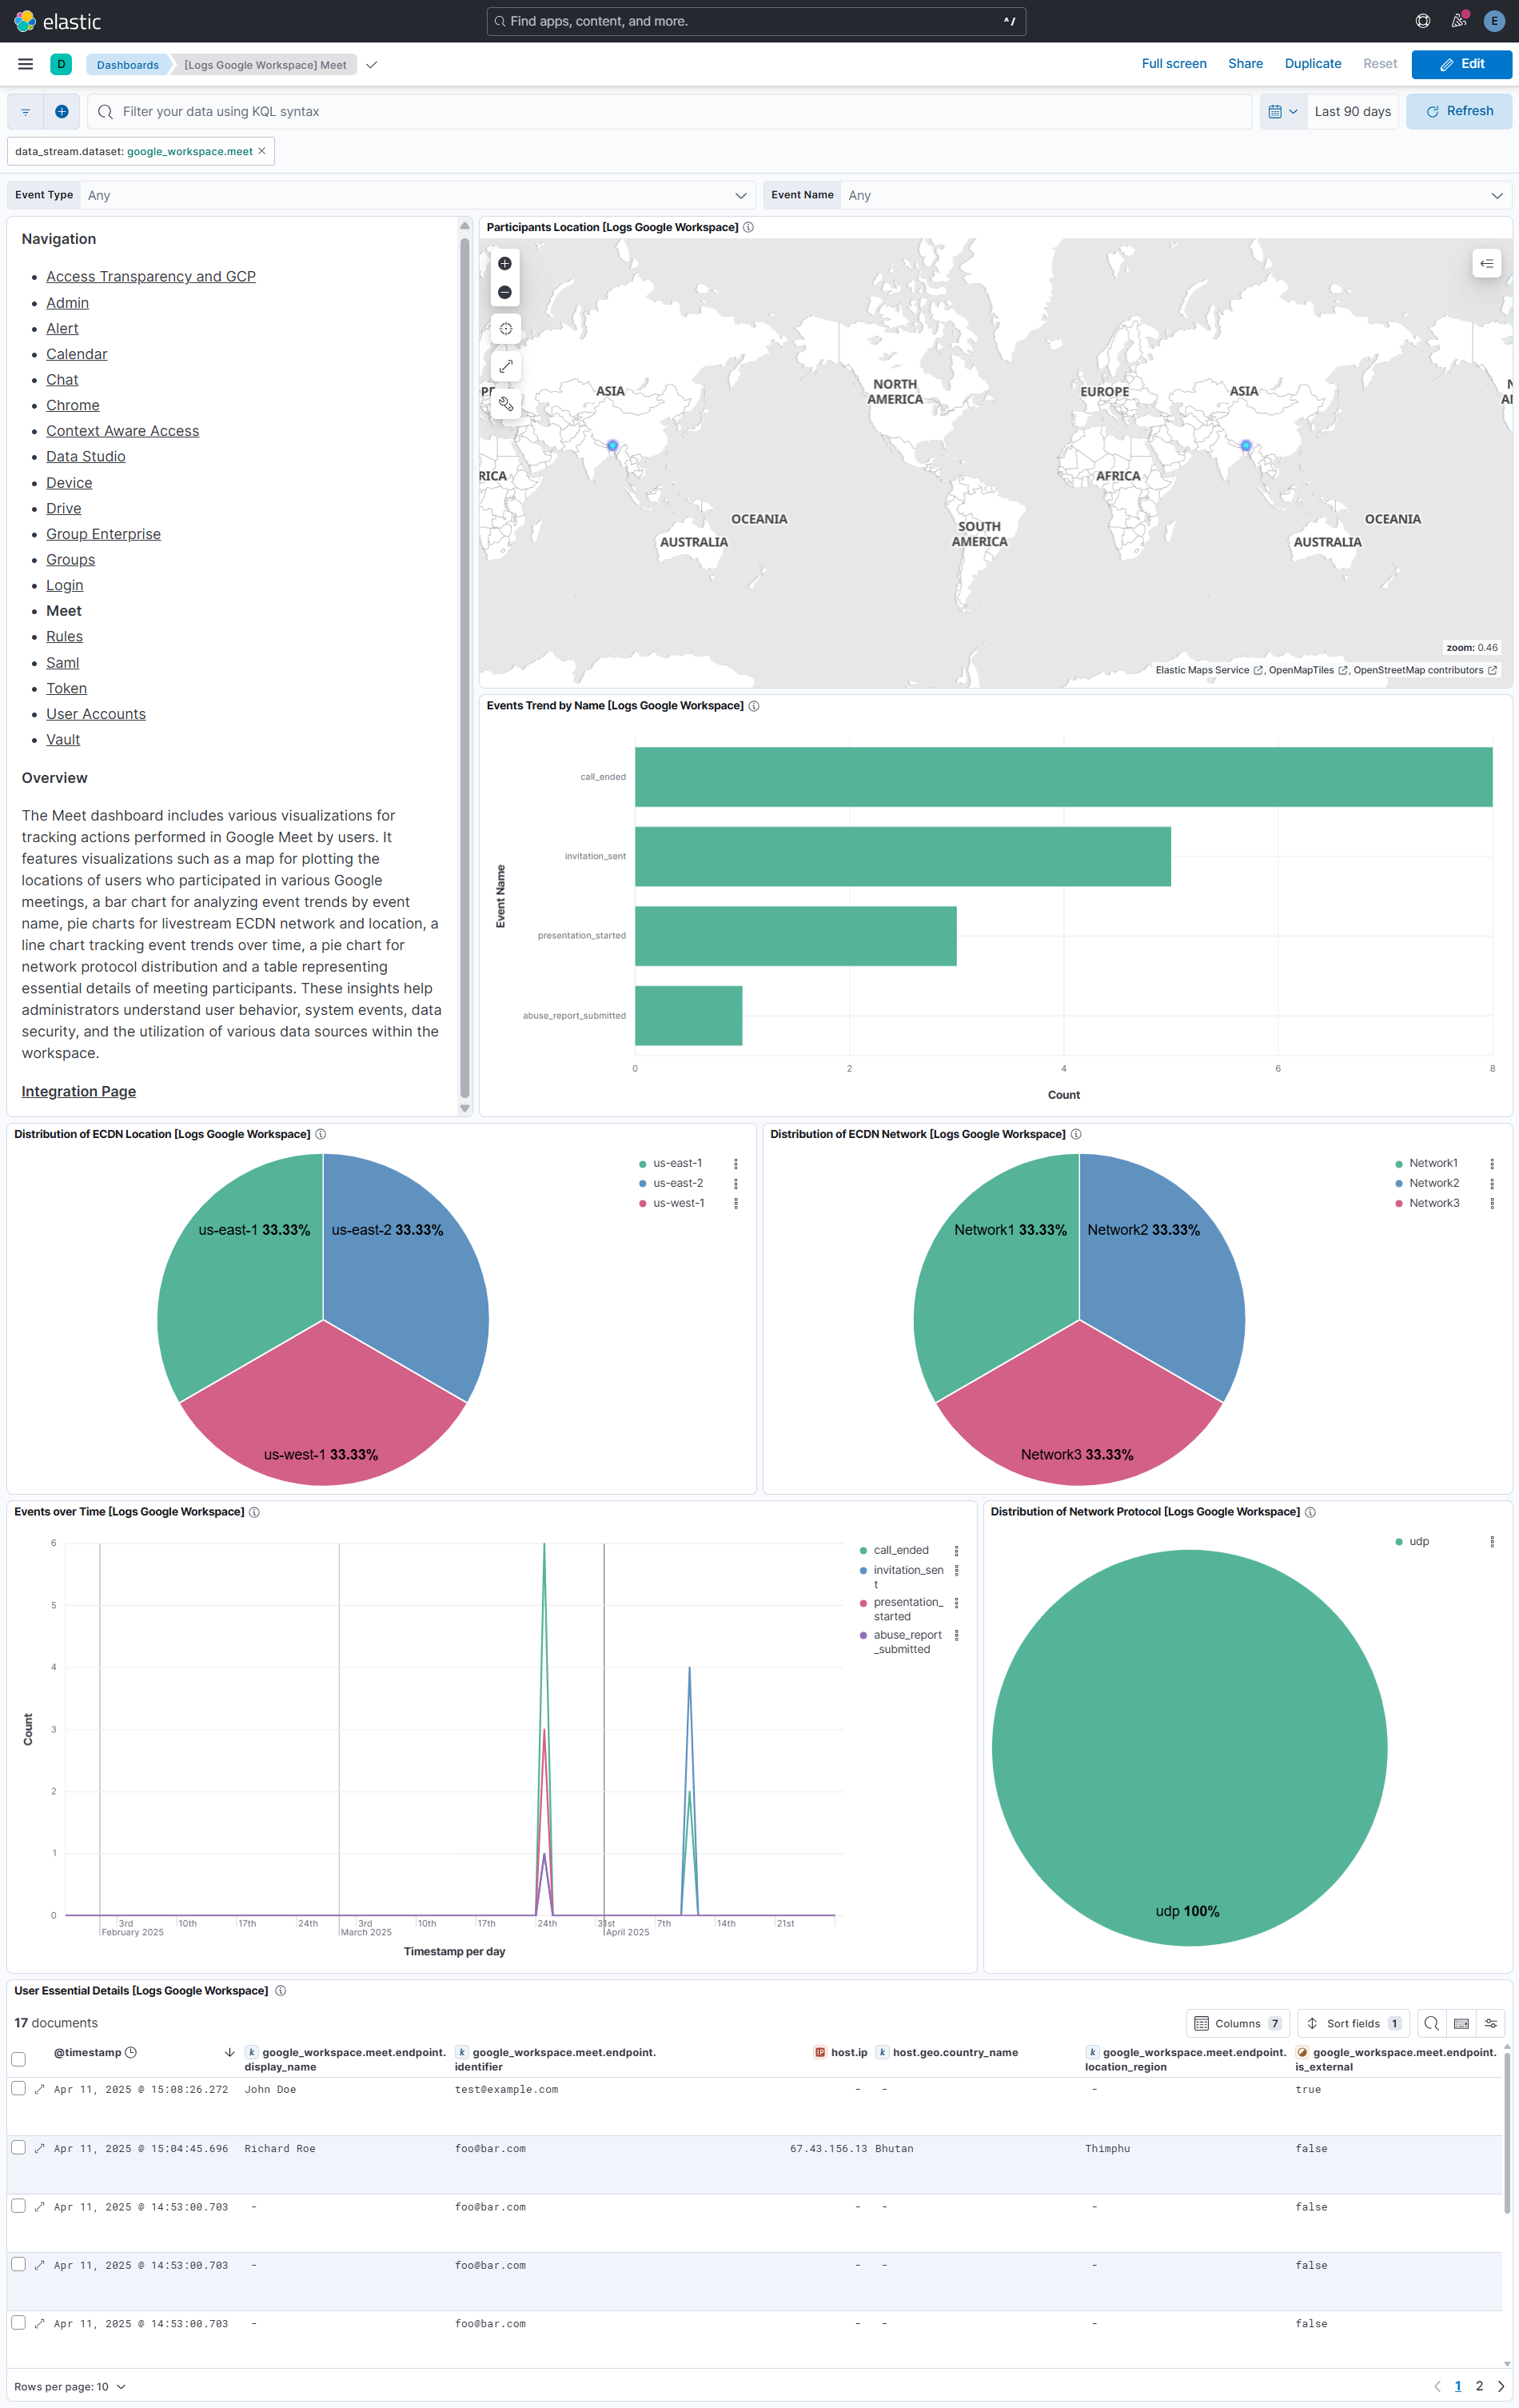 elastic
Find apps, content, and more.
^/
E
D
Dashboards
[Logs Google Workspace] Meet
Full screen
Share
Duplicate
Reset
Edit
Filter your data using KQL syntax
Last 90 days
Refresh
data_stream.dataset: google_workspace.meet ×
Event Type
Any
Event Name
Any
Navigation
• Access Transparency and GCP
• Admin
• Alert
• Calendar
• Chat
• Chrome
• Context Aware Access
• Data Studio
• Device
• Drive
• Group Enterprise
• Groups
• Login
• Meet
• Rules
• Saml
• Token
• User Accounts
• Vault
Overview
The Meet dashboard includes various visualizations for
tracking actions performed in Google Meet by users. It
features visualizations such as a map for plotting the
locations of users who participated in various Google
meetings, a bar chart for analyzing event trends by event
name, pie charts for livestream ECDN network and location, a
line chart tracking event trends over time, a pie chart for
network protocol distribution and a table representing
essential details of meeting participants. These insights help
administrators understand user behavior, system events, data
security, and the utilization of various data sources within the
workspace.
Integration Page
Participants Location [Logs Google Workspace]
PE
ASIA
NORTH
AMERICA
EUROPE
ASIA
N
AI
RICA
AFRICA
OCEANIA
AUSTRALIA
SOUTH
AMERICA
OCEANIA
AUSTRALIA
zoom: 0.46
Elastic Maps Service , OpenMapTiles , OpenStreetMap contributors
Events Trend by Name [Logs Google Workspace]
Event Name
call_ended
invitation_sent
presentation_started
abuse_report_submitted
0 2 4 6 8
Count
Distribution of ECDN Location [Logs Google Workspace]
us-east-1 33.33%
us-east-2 33.33%
us-west-1 33.33%
us-east-1
us-east-2
us-west-1
Distribution of ECDN Network [Logs Google Workspace]
Network1 33.33%
Network2 33.33%
Network3 33.33%
Network1
Network2
Network3
Events over Time [Logs Google Workspace]
Count
6
5
4
3
2
1
0
3rd 10th 17th 24th 3rd 10th 17th 24th 31st 7th 14th 21st
February 2025 March 2025 April 2025
Timestamp per day
call_ended
invitation_sen
t
presentation_
started
abuse_report
_submitted
Distribution of Network Protocol [Logs Google Workspace]
udp
udp 100%
User Essential Details [Logs Google Workspace]
17 documents
Columns 7
Sort fields 1
@timestamp
k google_workspace.meet.endpoint.
display_name
k google_workspace.meet.endpoint.
identifier
IP host.ip
k host.geo.country_name
k google_workspace.meet.endpoint.
location_region
google_workspace.meet.endpoint.
is_external
Apr 11, 2025 @ 15:08:26.272 John Doe test@example.com - - - true
Apr 11, 2025 @ 15:04:45.696 Richard Roe foo@bar.com 67.43.156.13 Bhutan Thimphu false
Apr 11, 2025 @ 14:53:00.703 - foo@bar.com - - - false
Apr 11, 2025 @ 14:53:00.703 - foo@bar.com - - - false
Apr 11, 2025 @ 14:53:00.703 - foo@bar.com - - - false
Rows per page: 10
1 2